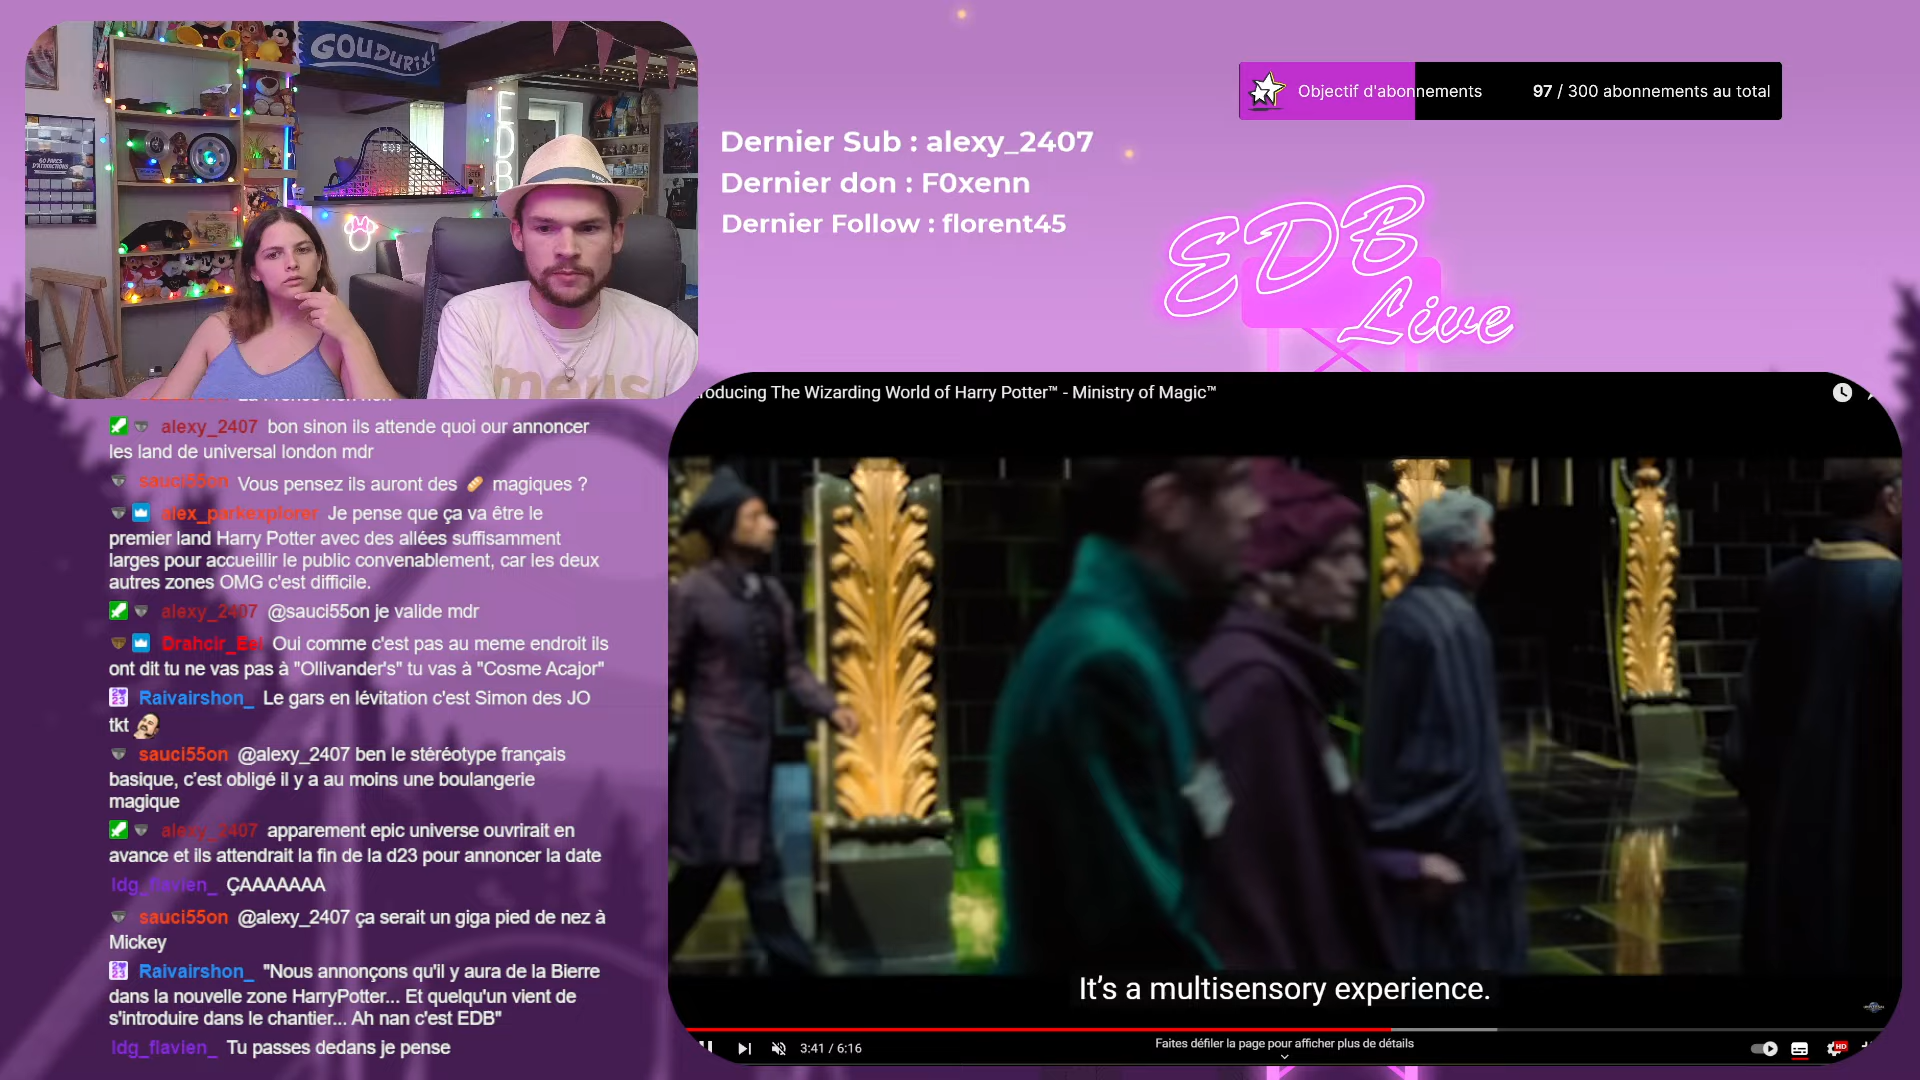 GOUDURIX!
EDB
EDB
60 PARCS
D'ATTRACTIONS
meus
Objectif d'abonnements
97 / 300 abonnements au total
Dernier Sub : alexy_2407
Dernier don : F0xenn
Dernier Follow : florent45
EDB
Live
alexy_2407 bon sinon ils attende quoi our annoncer
les land de universal london mdr
sauci55on Vous pensez ils auront des magiques ?
alex_parkexplorer Je pense que ça va être le
premier land Harry Potter avec des allées suffisamment
larges pour accueillir le public convenablement, car les deux
autres zones OMG c'est difficile.
alexy_2407 @sauci55on je valide mdr
Drahcir_Eel Oui comme c'est pas au meme endroit ils
ont dit tu ne vas pas à "Ollivander's" tu vas à "Cosme Acajor"
Raivairshon_ Le gars en lévitation c'est Simon des JO
tkt
sauci55on @alexy_2407 ben le stéréotype français
basique, c'est obligé il y a au moins une boulangerie
magique
alexy_2407 apparement epic universe ouvrirait en
avance et ils attendrait la fin de la d23 pour annoncer la date
ldg_flavien_ ÇAAAAAAA
sauci55on @alexy_2407 ça serait un giga pied de nez à
Mickey
Raivairshon_ "Nous annonçons qu'il y aura de la Bierre
dans la nouvelle zone HarryPotter... Et quelqu'un vient de
s'introduire dans le chantier... Ah nan c'est EDB"
ldg_flavien_ Tu passes dedans je pense
roducing The Wizarding World of Harry Potter™ - Ministry of Magic™
It's a multisensory experience.
3:41 / 6:16
Faites défiler la page pour afficher plus de détails
HD